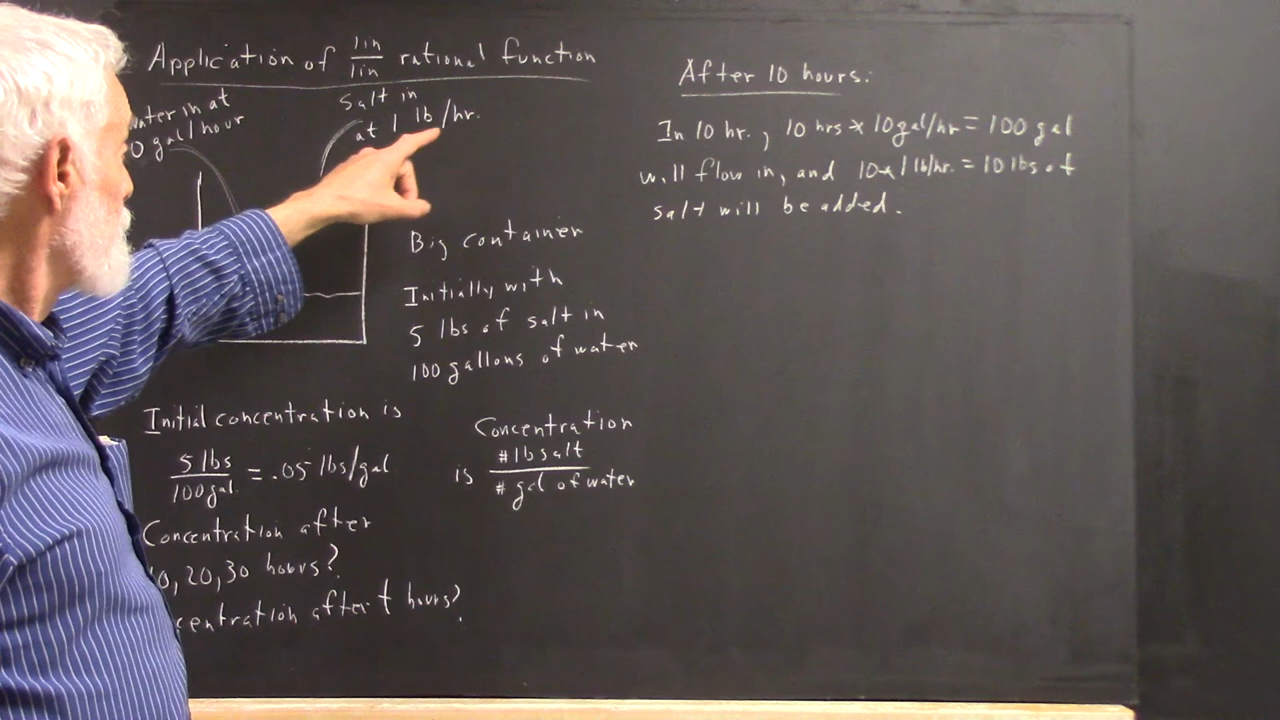 Application of lin/lin rational function
water in at
0 gal/hour
Salt in
at 1 lb/hr.
Big container
Initially with
5 lbs of salt in
100 gallons of water
Initial concentration is
5 lbs/100 gal. = .05 lbs/gal
Concentration
is # lb salt/# gal of water
Concentration after
10, 20, 30 hours?
centration after t hours?
After 10 hours:
In 10 hr., 10 hrs × 10 gal/hr = 100 gal
will flow in, and 10 × 1 lb/hr. = 10 lbs of
salt will be added.